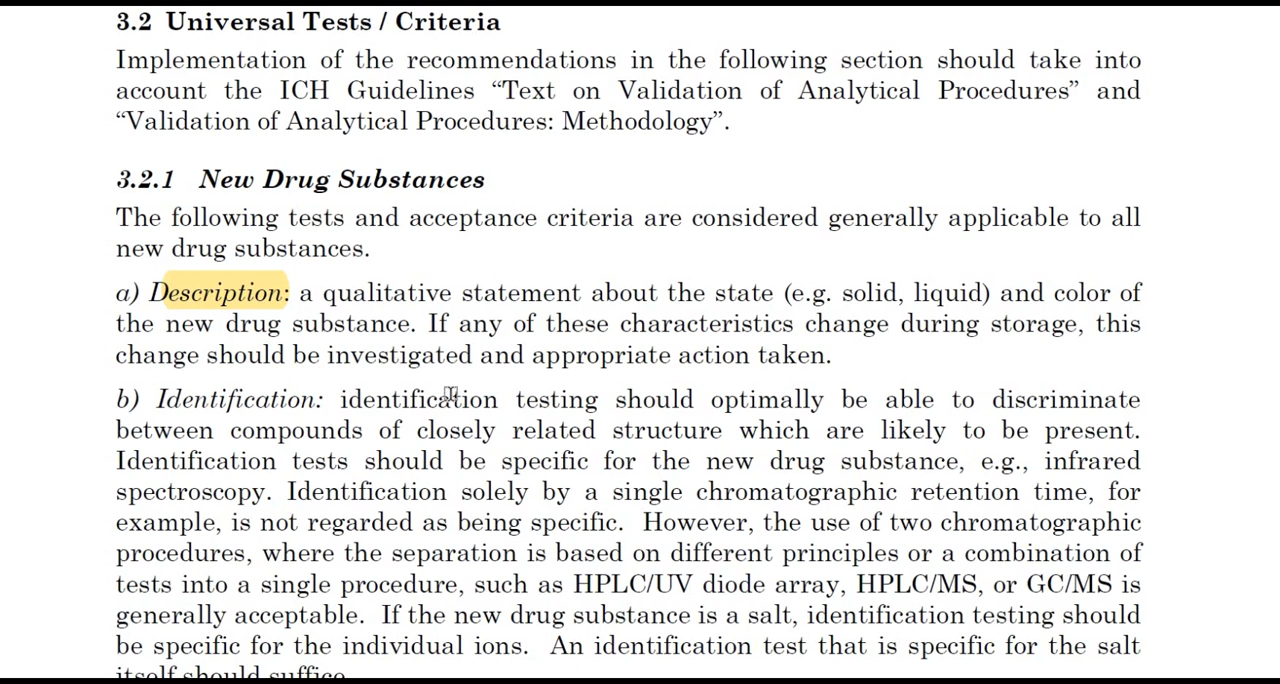 3.2 Universal Tests / Criteria
Implementation of the recommendations in the following section should take into
account the ICH Guidelines “Text on Validation of Analytical Procedures” and
“Validation of Analytical Procedures: Methodology”.
3.2.1 New Drug Substances
The following tests and acceptance criteria are considered generally applicable to all
new drug substances.
a) Description: a qualitative statement about the state (e.g. solid, liquid) and color of
the new drug substance. If any of these characteristics change during storage, this
change should be investigated and appropriate action taken.
b) Identification: identification testing should optimally be able to discriminate
between compounds of closely related structure which are likely to be present.
Identification tests should be specific for the new drug substance, e.g., infrared
spectroscopy. Identification solely by a single chromatographic retention time, for
example, is not regarded as being specific. However, the use of two chromatographic
procedures, where the separation is based on different principles or a combination of
tests into a single procedure, such as HPLC/UV diode array, HPLC/MS, or GC/MS is
generally acceptable. If the new drug substance is a salt, identification testing should
be specific for the individual ions. An identification test that is specific for the salt
itself should suffice.